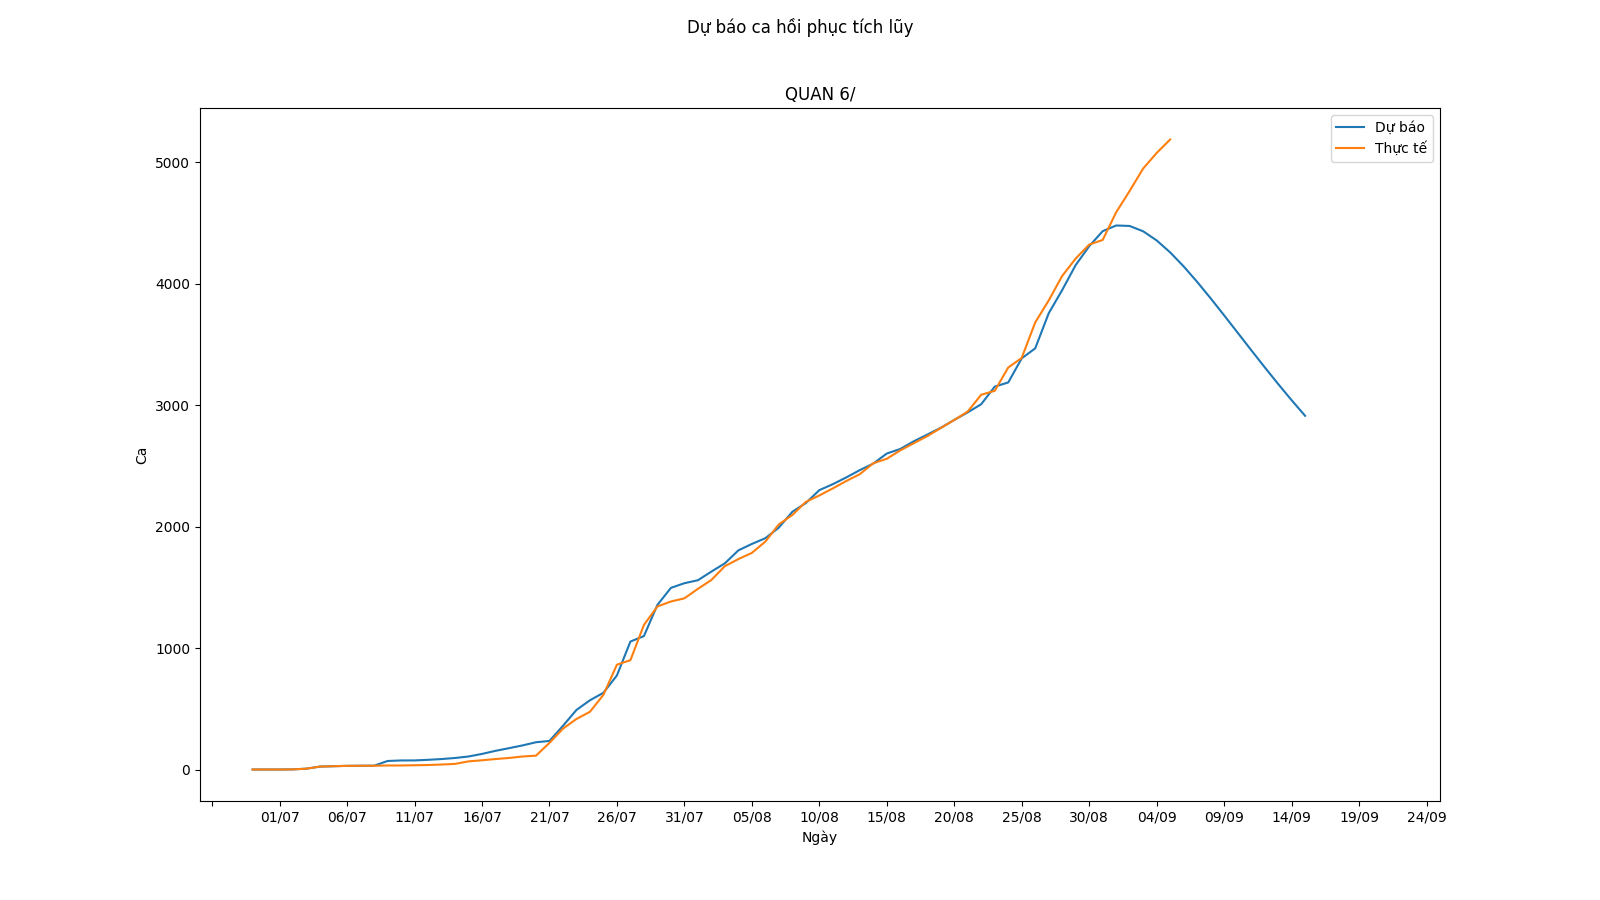 Dự báo ca hồi phục tích lũy
QUAN 6/
Dự báo
Thực tế
5000
4000
3000
2000
1000
0
Ca
01/07 06/07 11/07 16/07 21/07 26/07 31/07 05/08 10/08 15/08 20/08 25/08 30/08 04/09 09/09 14/09 19/09 24/09
Ngày